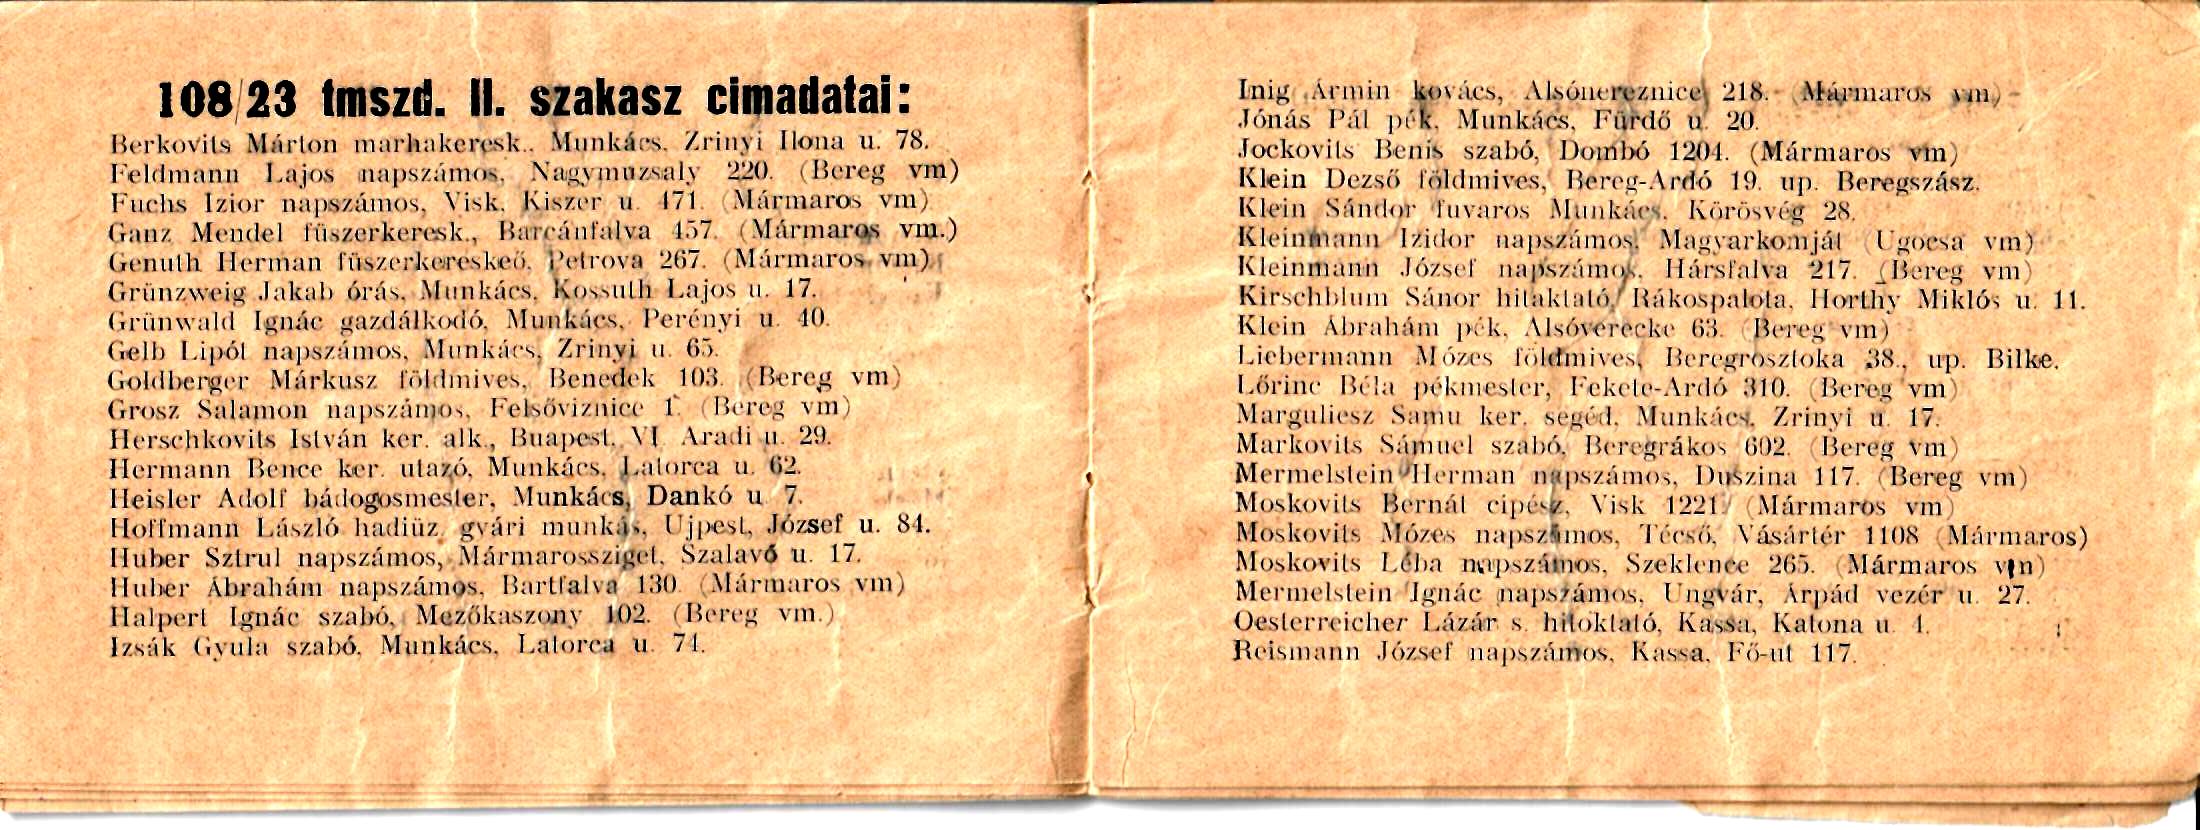 108/23 tmszd. II. szakasz cimadatai:
Berkovits Márton marhakeresk., Munkács, Zrinyi Ilona u. 78.
Feldmann Lajos napszámos, Nagymuzsaly 220. (Bereg vm)
Fuchs Izior napszámos, Visk, Kiszer u. 471. (Mármaros vm)
Ganz Mendel füszerkeresk., Barcánfalva 457. (Mármaros vm.)
Genuth Herman füszerkereskeő, Petrova 267. (Mármaros vm)
Grünzweig Jakab órás, Munkács, Kossuth Lajos u. 17.
Grünwald Ignác gazdálkodó, Munkács, Perényi u. 40.
Gelb Lipót napszámos, Munkács, Zrinyi u. 65.
Goldberger Márkusz földmives, Benedek 103. (Bereg vm)
Grosz Salamon napszámos, Felsőviznice 1. (Bereg vm)
Herschkovits István ker. alk., Buapest, VI. Aradi u. 29.
Hermann Bence ker. utazó, Munkács, Latorca u. 62.
Heisler Adolf bádogosmester, Munkács, Dankó u. 7.
Hoffmann László hadiüz. gyári munkás, Ujpest, József u. 84.
Huber Sztrul napszámos, Mármarossziget, Szalavő u. 17.
Huber Ábrahám napszámos, Bartfalva 130. (Mármaros vm)
Halpert Ignác szabó, Mezőkaszony 102. (Bereg vm.)
Izsák Gyula szabó, Munkács, Latorca u. 74.
Inig Ármin kovács, Alsónereznice 218. (Mármaros vm)
Jónás Pál pék, Munkács, Fürdő u. 20.
Jockovits Benis szabó, Dombó 1204. (Mármaros vm)
Klein Dezső földmives, Bereg-Ardó 19. up. Beregszász.
Klein Sándor fuvaros Munkács, Körösvég 28.
Kleinmann Izidor napszámos, Magyarkomját (Ugocsa vm)
Kleinmann József napszámos, Hársfalva 217. (Bereg vm)
Kirschblum Sánor hitaktató, Rákospalota, Horthy Miklós u. 11.
Klein Ábrahám pék, Alsóverecke 63. (Bereg vm)
Liebermann Mózes földmives, Beregrosztoka 38., up. Bilke.
Lőrinc Béla pékmester, Fekete-Ardó 310. (Bereg vm)
Marguliesz Samu ker. segéd, Munkács, Zrinyi u. 17.
Markovits Sámuel szabó, Beregrákos 602. (Bereg vm)
Mermelstein Herman napszámos, Duszina 117. (Bereg vm)
Moskovits Bernát cipész, Visk 1221. (Mármaros vm)
Moskovits Mózes napszámos, Técső, Vásártér 1108 (Mármaros)
Moskovits Léba napszámos, Szeklence 265. (Mármaros vm)
Mermelstein Ignác napszámos, Ungvár, Árpád vezér u. 27.
Oesterreicher Lázár s. hitoktató, Kassa, Katona u. 4.
Reismann József napszámos, Kassa, Fő-ut 117.